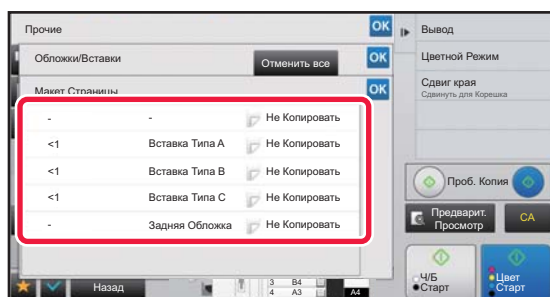 Прочие OK
Обложки/Вставки Отменить все OK
Макет Страницы OK
- - Не Копировать
<1 Вставка Типа А Не Копировать
<1 Вставка Типа В Не Копировать
<1 Вставка Типа С Не Копировать
- Задняя Обложка Не Копировать
Назад
3 B4
4 A3
A4
Вывод
Цветной Режим
Сдвиг края
Сдвинуть для Корешка
Проб. Копия
Предварит.
Просмотр
CA
Ч/Б
Старт
Цвет
Старт